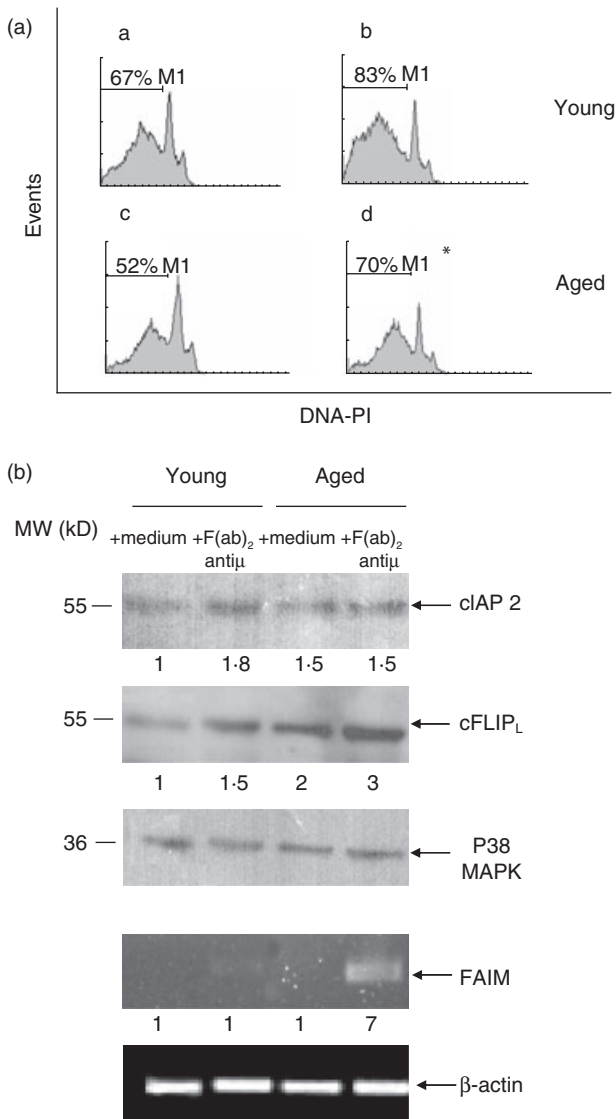 (a)
a
b
67% M1
83% M1
Young
c
d
52% M1
70% M1
*
Aged
Events
DNA-PI
(b)
Young
Aged
MW (kD)
+medium +F(ab)₂ antiμ +medium +F(ab)₂ antiμ
55
cIAP 2
1 1·8 1·5 1·5
55
cFLIP_L
1 1·5 2 3
36
P38
MAPK
FAIM
1 1 1 7
β-actin